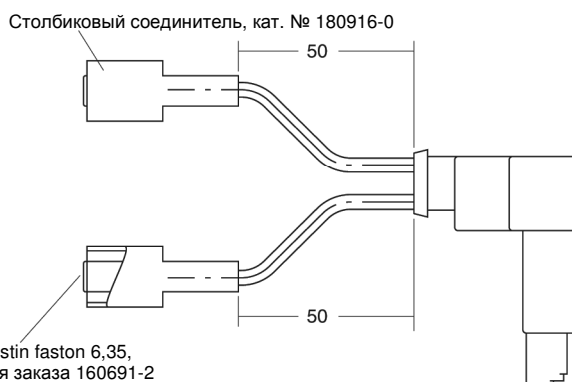 Столбиковый соединитель, кат. № 180916-0
50
50
stin faston 6,35,
я заказа 160691-2